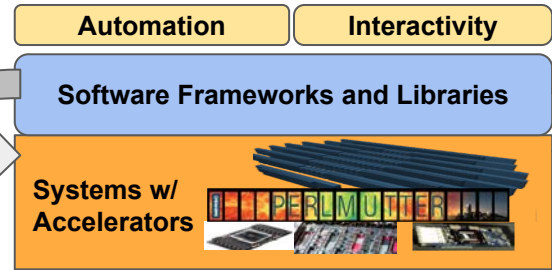 Automation Interactivity
Software Frameworks and Libraries
Systems w/
Accelerators
PERLMUTTER